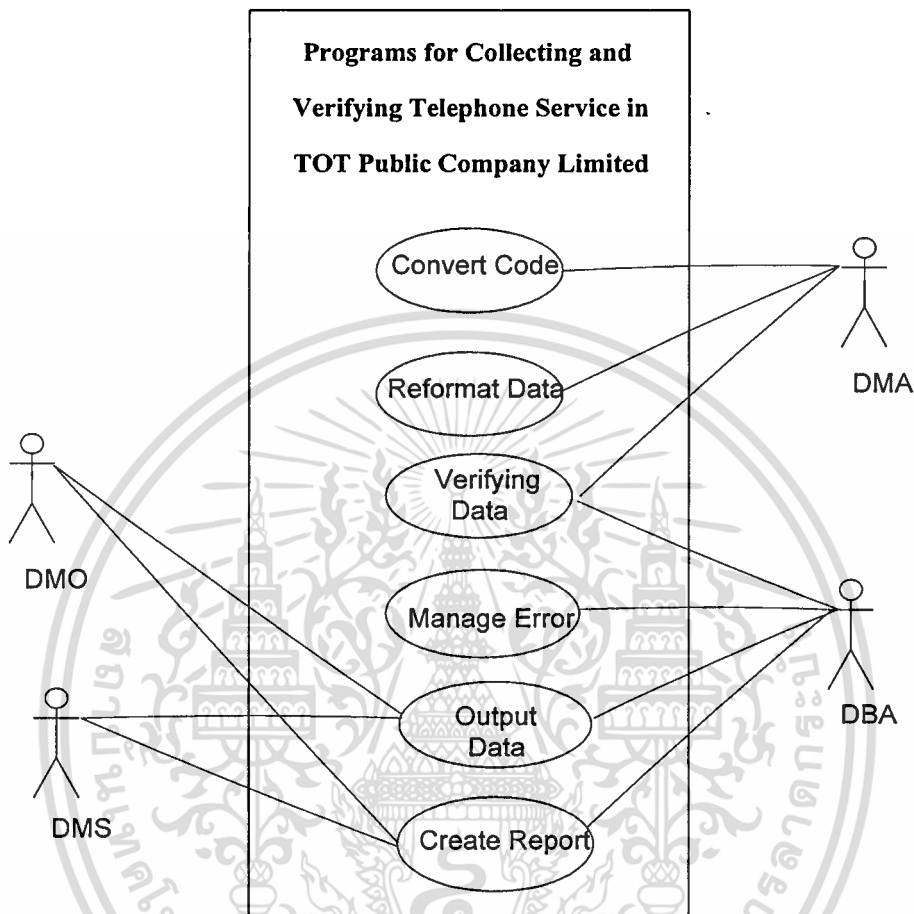 Programs for Collecting and
Verifying Telephone Service in
TOT Public Company Limited
Convert Code
DMA
Reformat Data
Verifying
Data
DMO
Manage Error
DBA
Output
Data
DMS
Create Report